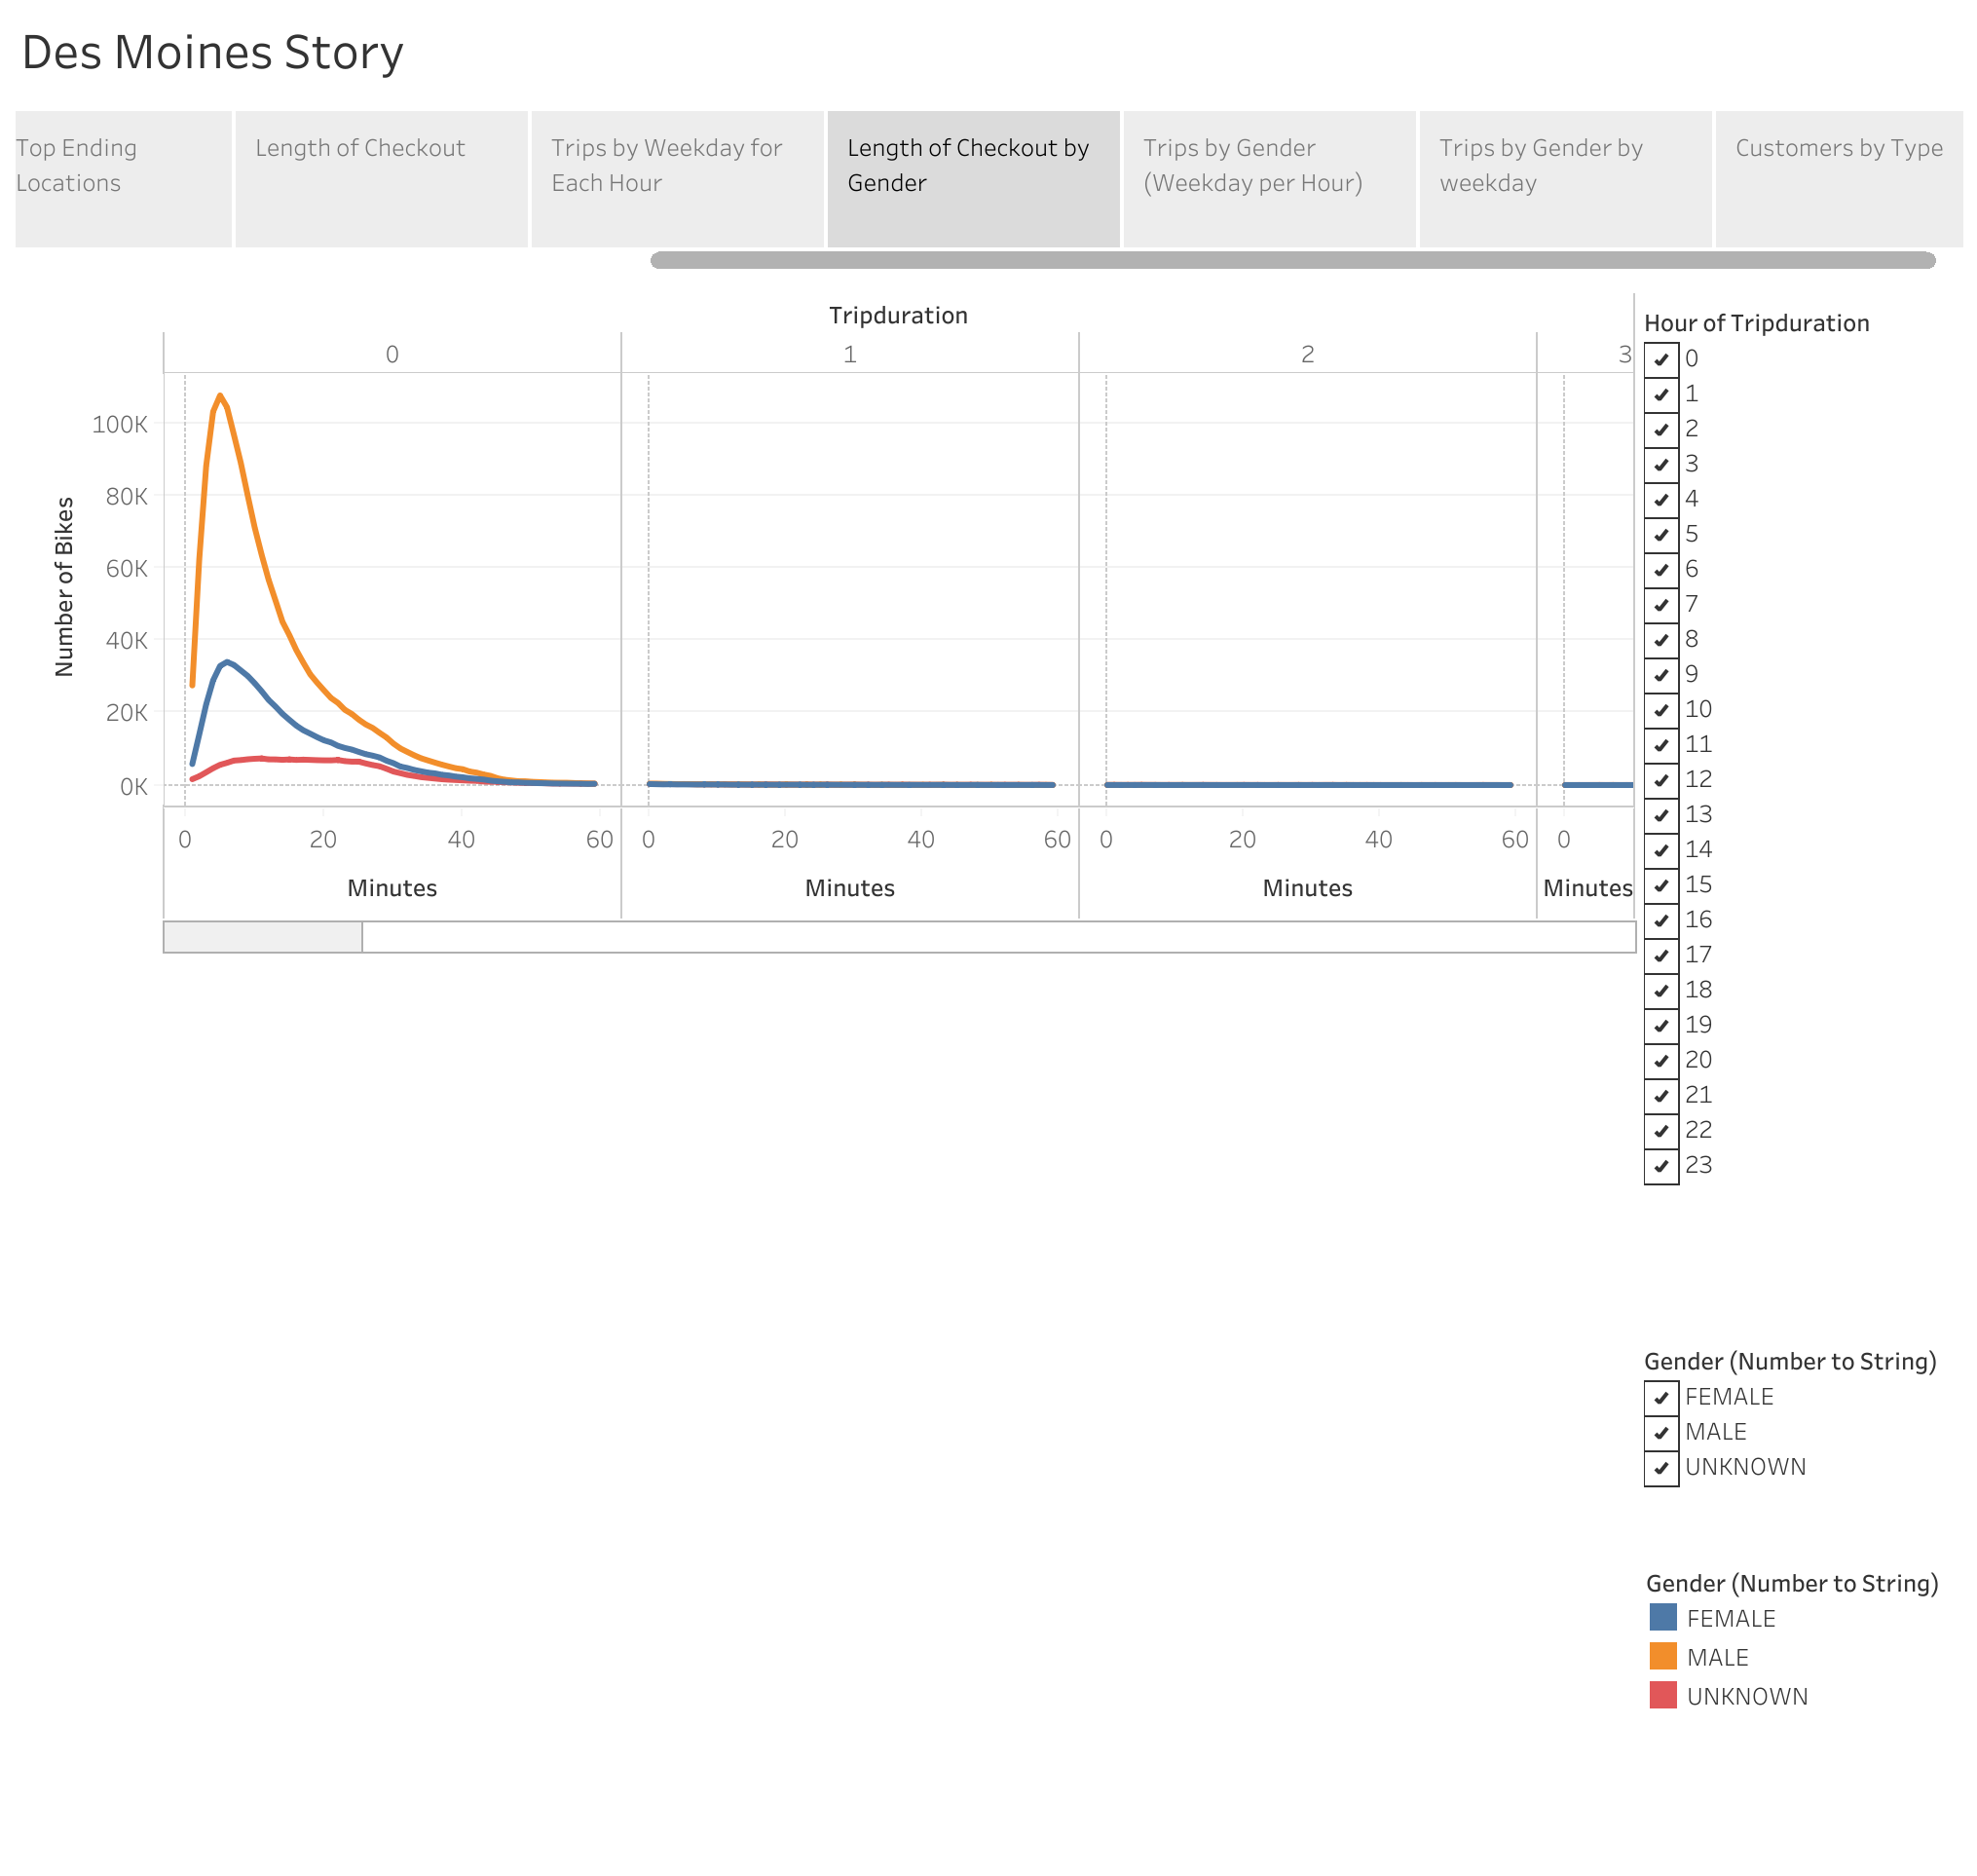 Des Moines Story
Top Ending
Locations
Length of Checkout
Trips by Weekday for
Each Hour
Length of Checkout by
Gender
Trips by Gender
(Weekday per Hour)
Trips by Gender by
weekday
Customers by Type
Tripduration
0 1 2 3
Number of Bikes
100K
80K
60K
40K
20K
0K
0 20 40 60 0 20 40 60 0 20 40 60 0
Minutes Minutes Minutes Minutes
Hour of Tripduration
0
1
2
3
4
5
6
7
8
9
10
11
12
13
14
15
16
17
18
19
20
21
22
23
Gender (Number to String)
FEMALE
MALE
UNKNOWN
Gender (Number to String)
FEMALE
MALE
UNKNOWN